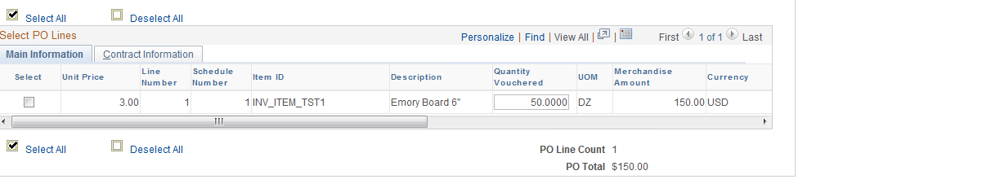 Select All Deselect All
Select PO Lines Personalize | Find | View All | | First 1 of 1 Last
Main Information Contract Information
Select Unit Price Line Number Schedule Number Item ID Description Quantity Vouchered UOM Merchandise Amount Currency
3.00 1 1 INV_ITEM_TST1 Emory Board 6" 50.0000 DZ 150.00 USD
Select All Deselect All PO Line Count 1
PO Total $150.00